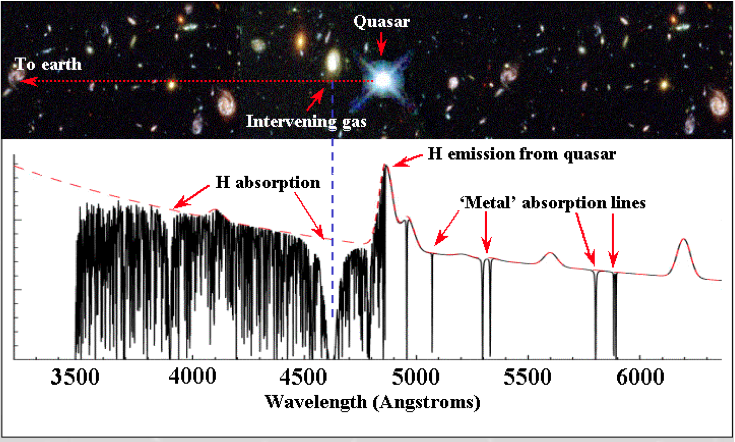 Quasar
To earth
Intervening gas
H emission from quasar
H absorption
‘Metal’ absorption lines
3500 4000 4500 5000 5500 6000
Wavelength (Angstroms)